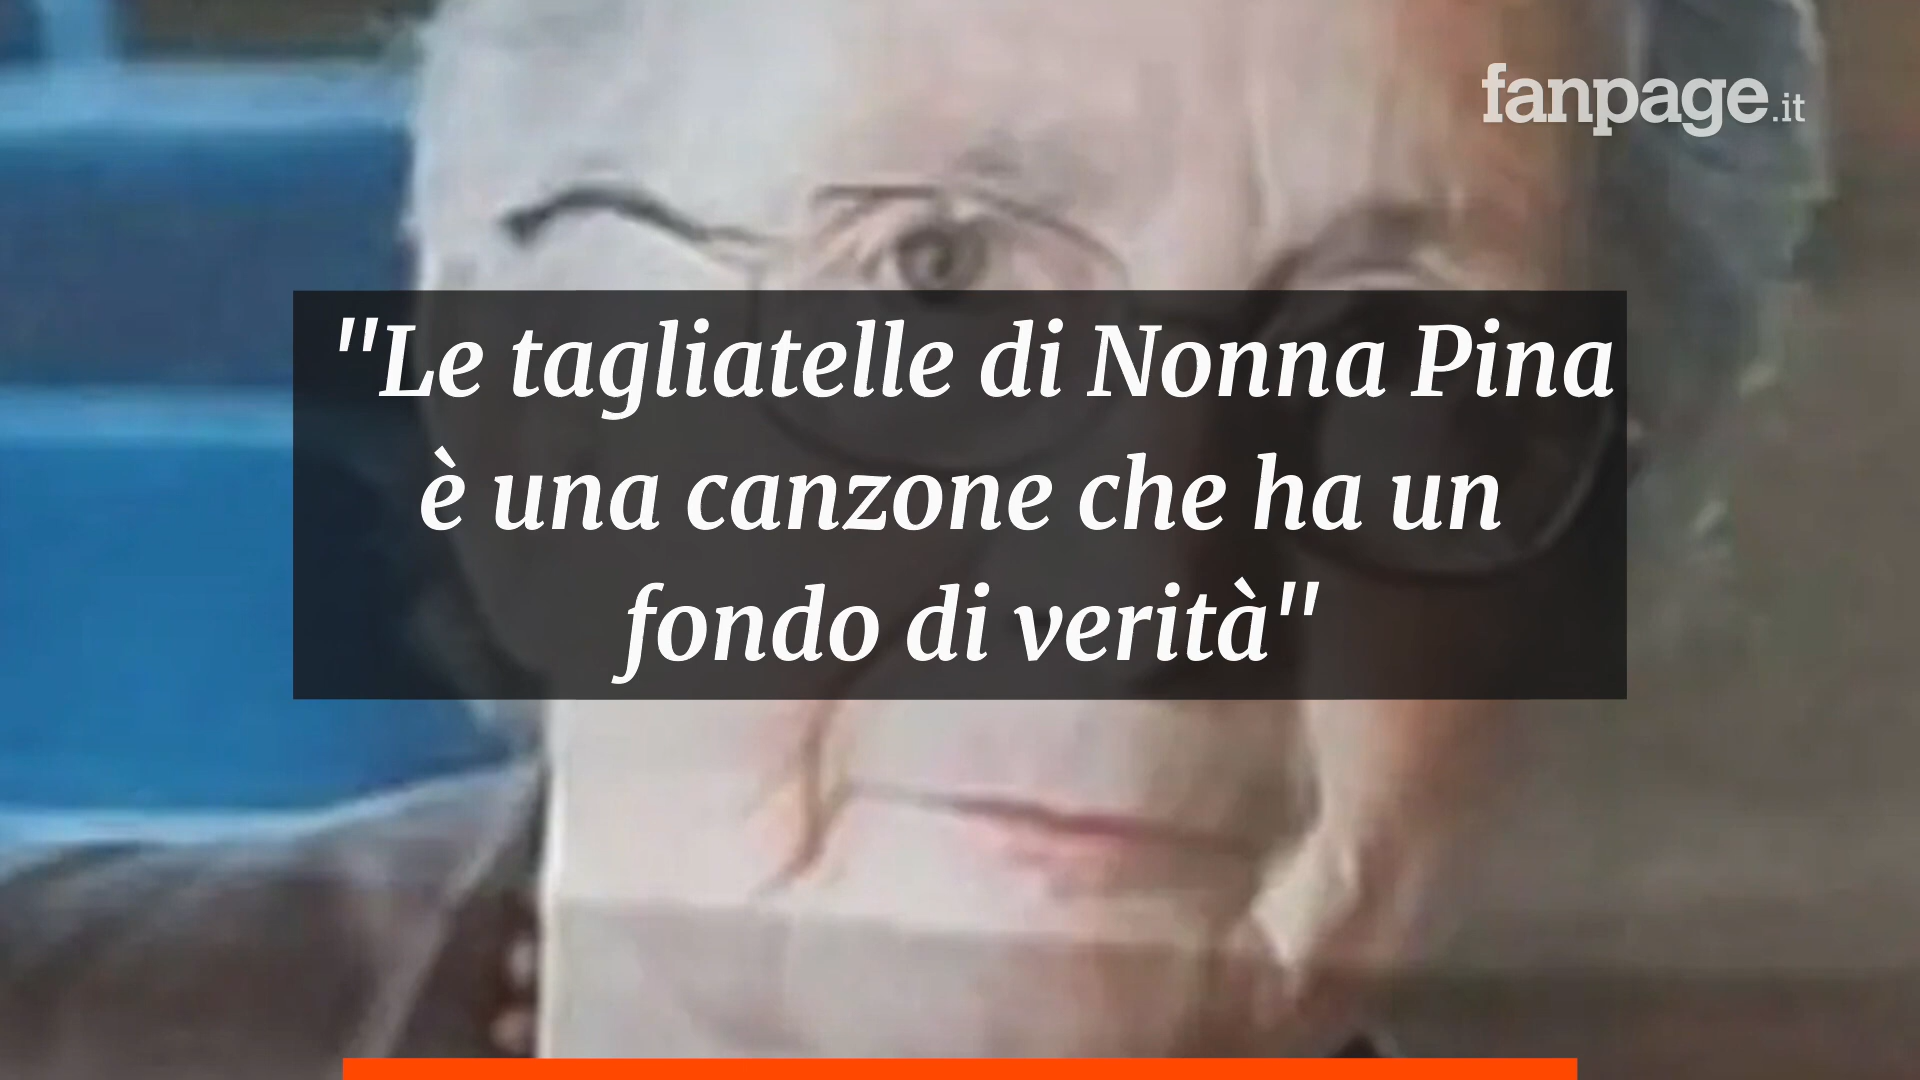 fanpage.it
"Le tagliatelle di Nonna Pina
è una canzone che ha un
fondo di verità"